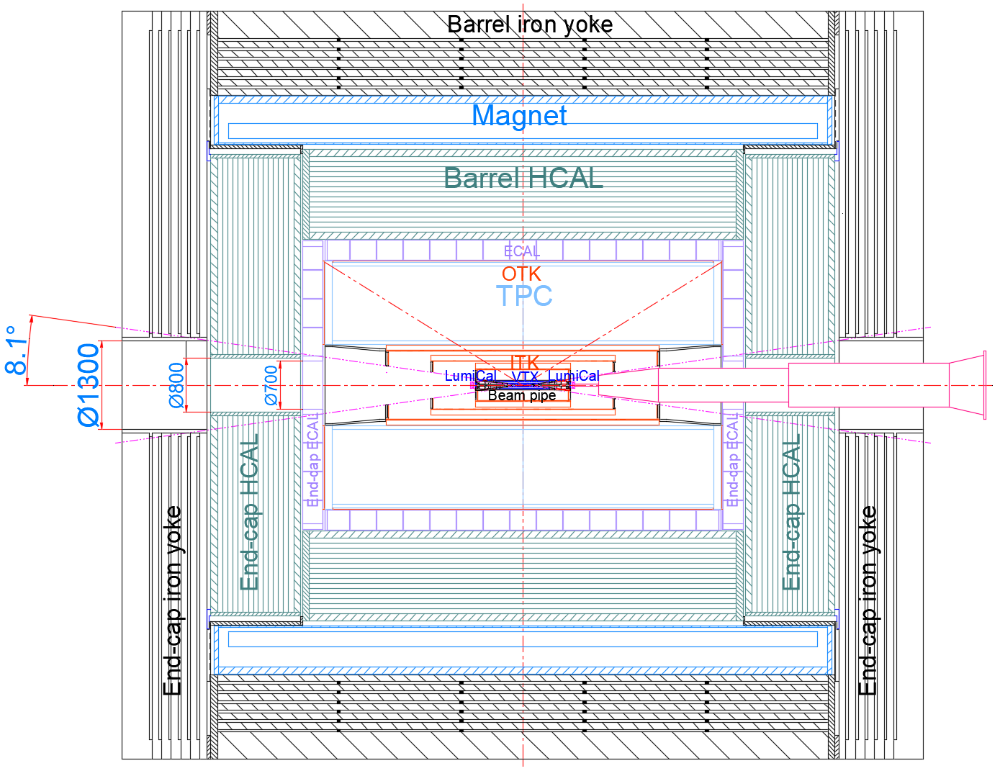 Barrel iron yoke
Magnet
Barrel HCAL
ECAL
OTK
TPC
8.1°
Ø1300
Ø800
Ø700
ITK
LumiCal
VTX
LumiCal
Beam pipe
End-cap iron yoke
End-cap HCAL
End-cap ECAL
End-cap ECAL
End-cap HCAL
End-cap iron yoke